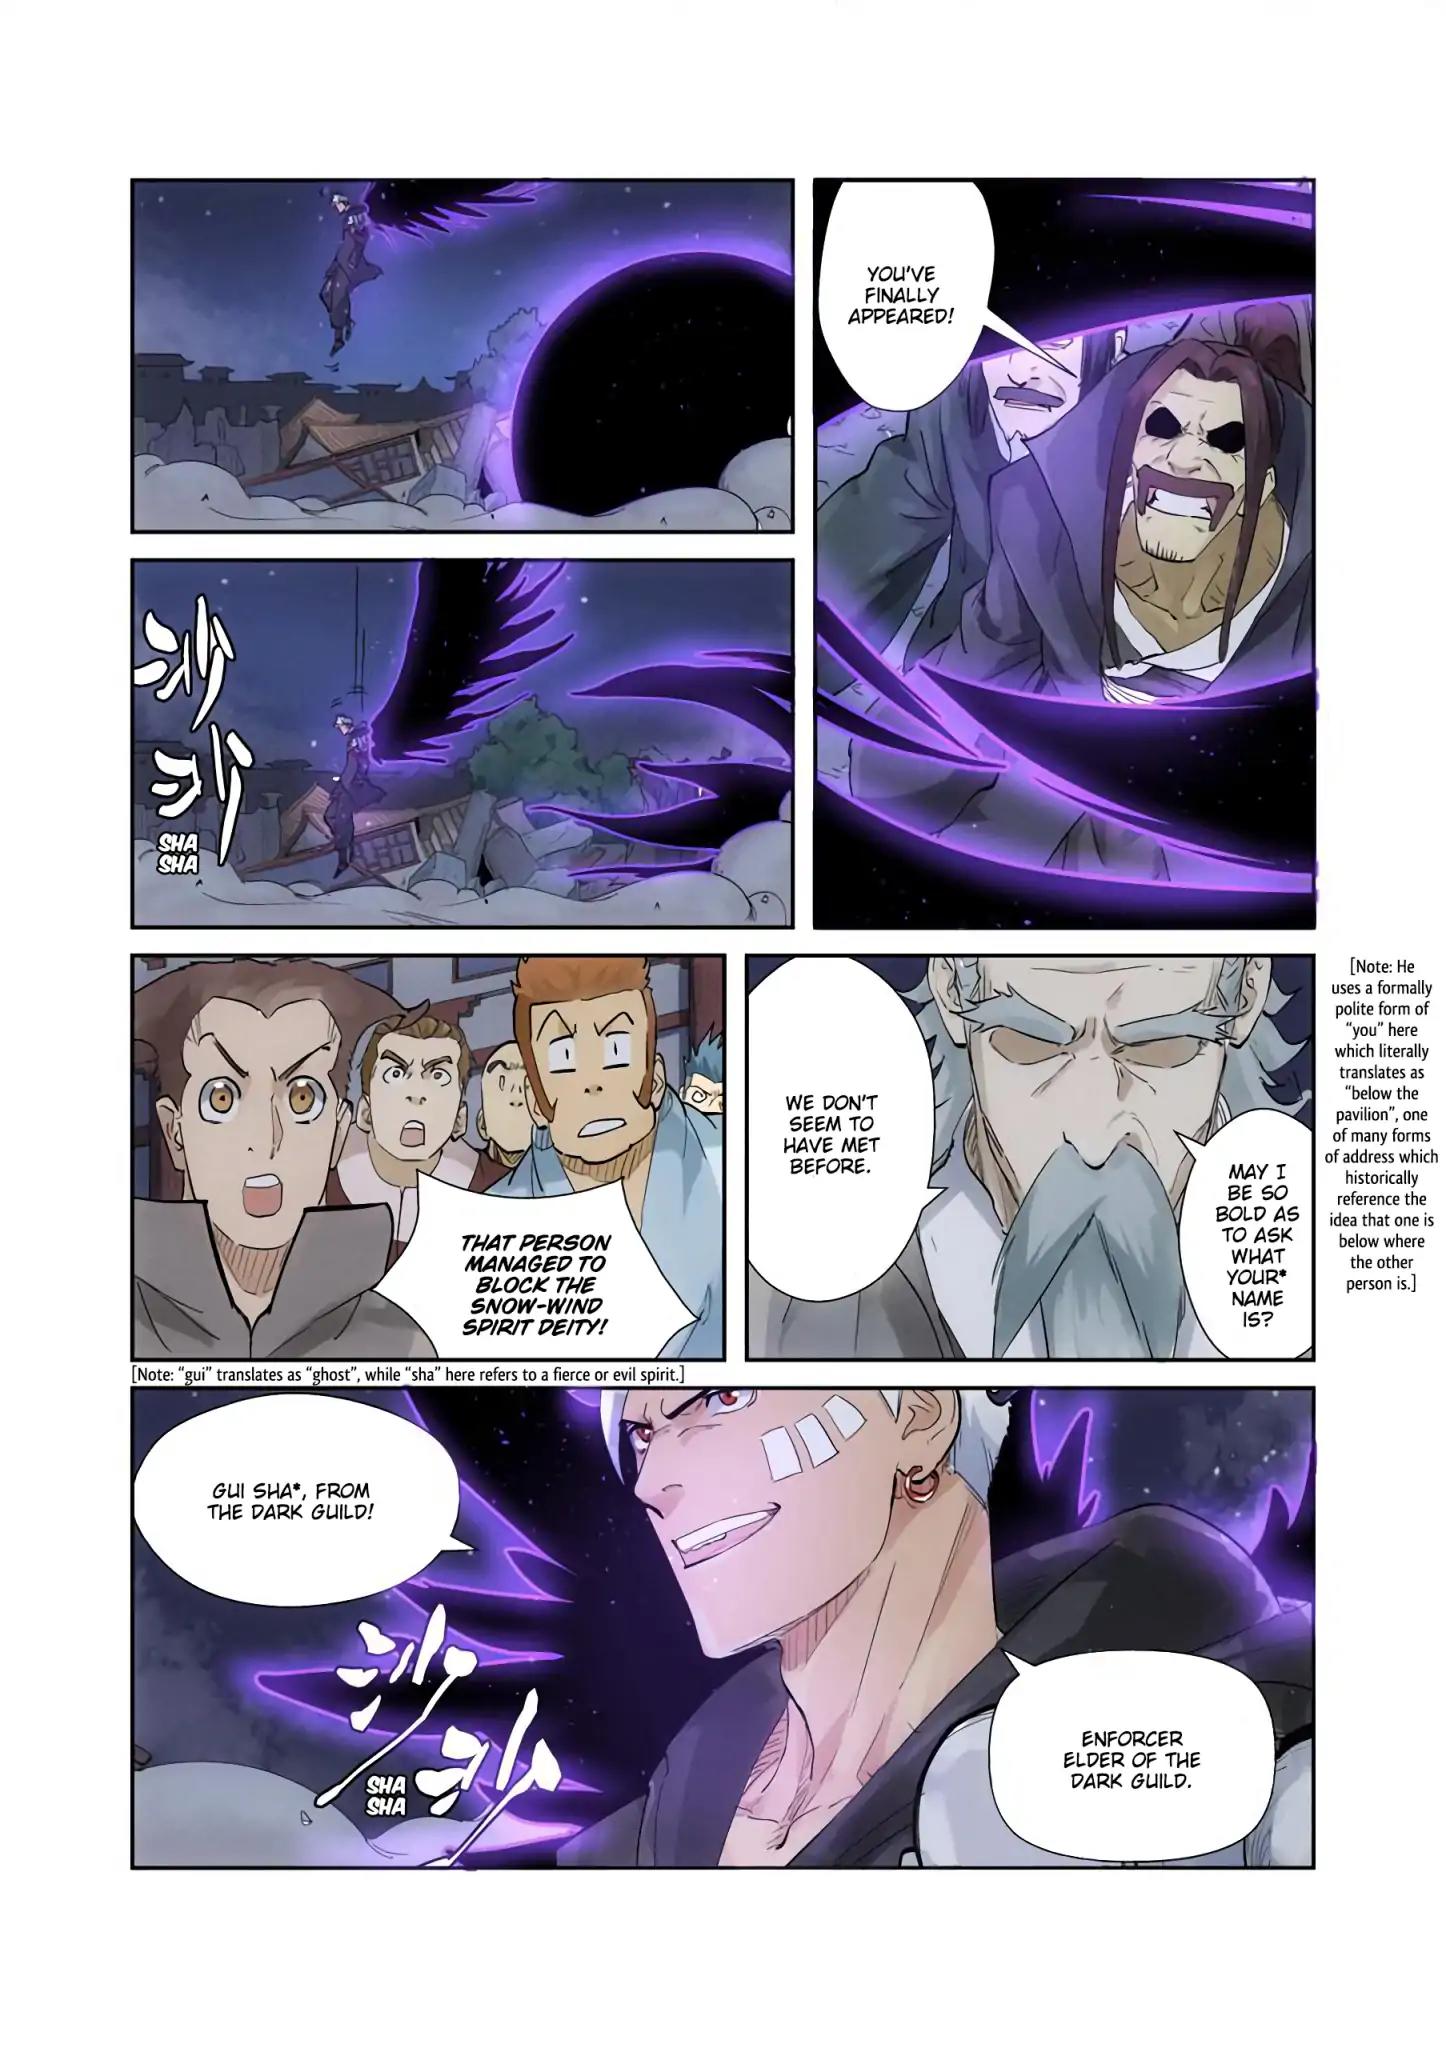 YOU'VE
FINALLY
APPEARED!
沙
沙
SHA
SHA
THAT PERSON
MANAGED TO
BLOCK THE
SNOW-WIND
SPIRIT DEITY!
WE DON'T
SEEM TO
HAVE MET
BEFORE.
MAY I
BE SO
BOLD AS
TO ASK
WHAT
YOUR*
NAME
IS?
[Note: He
uses a formally
polite form of
“you” here
which literally
translates as
“below the
pavilion”, one
of many forms
of address which
historically
reference the
idea that one is
below where
the other
person is.]
[Note: “gui” translates as “ghost”, while “sha” here refers to a fierce or evil spirit.]
GUI SHA*, FROM
THE DARK GUILD!
沙
沙
SHA
SHA
ENFORCER
ELDER OF THE
DARK GUILD.